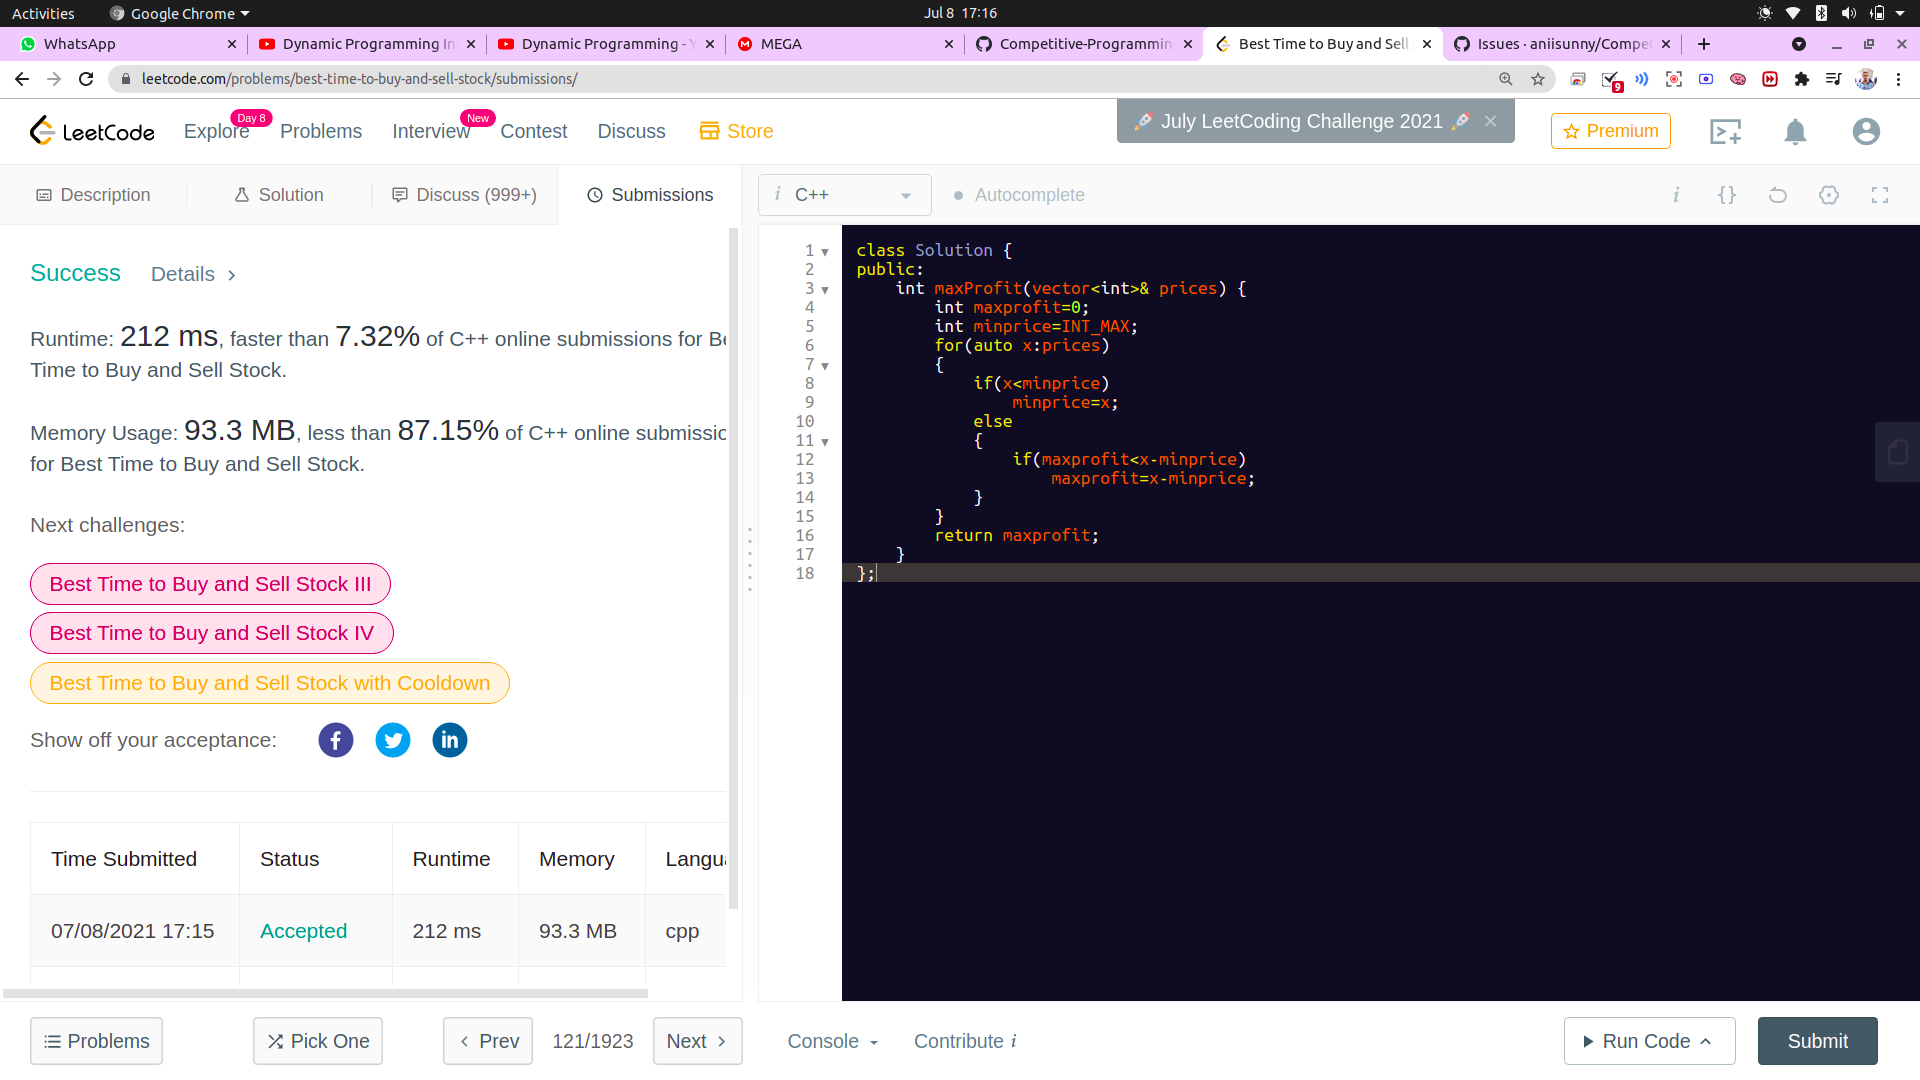 Activities Google Chrome Jul 8 17:16
WhatsApp Dynamic Programming In Dynamic Programming - Y MEGA Competitive-Programmin Best Time to Buy and Sell Issues · aniisunny/Compe
leetcode.com/problems/best-time-to-buy-and-sell-stock/submissions/ 9
LeetCode Explore Day 8 Problems Interview New Contest Discuss Store 🚀 July LeetCoding Challenge 2021 🚀 Premium
Description Solution Discuss (999+) Submissions i C++ Autocomplete i {}
Success Details >
Runtime: 212 ms, faster than 7.32% of C++ online submissions for Be
Time to Buy and Sell Stock.
Memory Usage: 93.3 MB, less than 87.15% of C++ online submissio
for Best Time to Buy and Sell Stock.
Next challenges:
Best Time to Buy and Sell Stock III
Best Time to Buy and Sell Stock IV
Best Time to Buy and Sell Stock with Cooldown
Show off your acceptance:
Time Submitted Status Runtime Memory Langua
07/08/2021 17:15 Accepted 212 ms 93.3 MB cpp
1 class Solution {
2 public:
3     int maxProfit(vector<int>& prices) {
4         int maxprofit=0;
5         int minprice=INT_MAX;
6         for(auto x:prices)
7         {
8             if(x<minprice)
9                 minprice=x;
10             else
11             {
12                 if(maxprofit<x-minprice)
13                     maxprofit=x-minprice;
14             }
15         }
16         return maxprofit;
17     }
18 };
Problems Pick One < Prev 121/1923 Next > Console Contribute i Run Code Submit